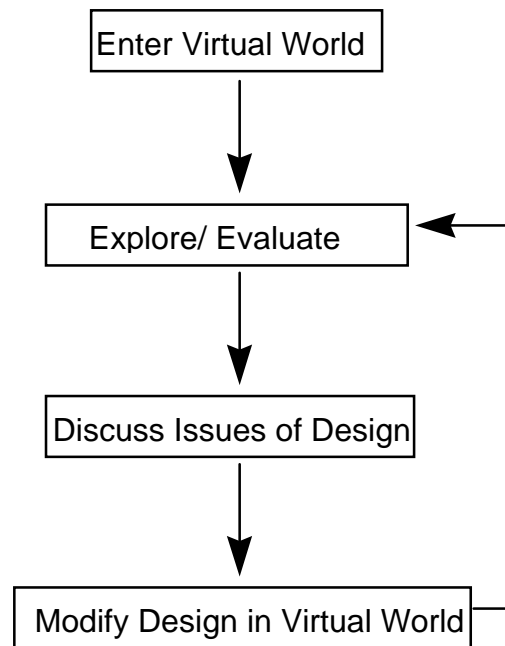 Enter Virtual World
Explore/ Evaluate
Discuss Issues of Design
Modify Design in Virtual World